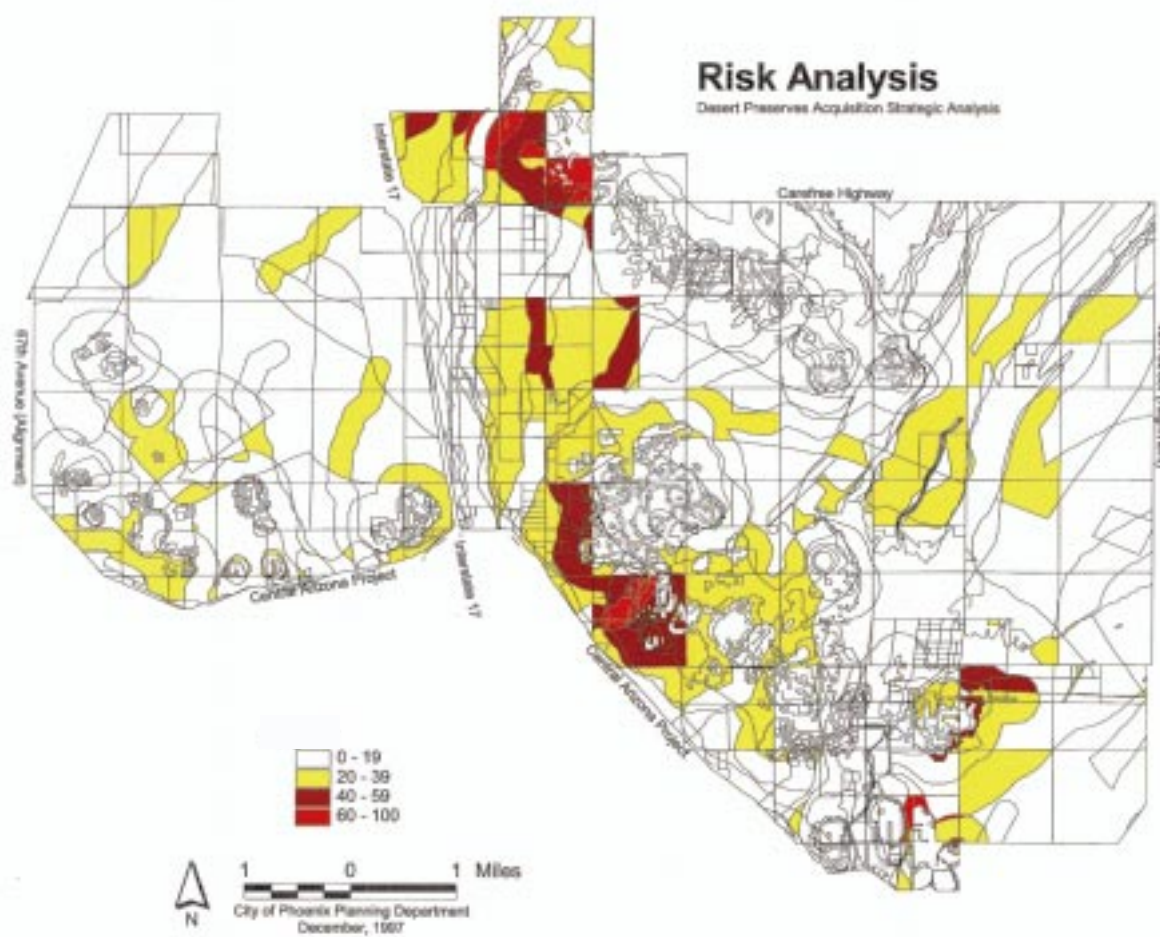 Risk Analysis
Desert Preserves Acquisition Strategic Analysis
Interstate 17
Carefree Highway
67th Avenue (Alignment)
Central Arizona Project
Interstate 17
Central Arizona Project
0 - 19
20 - 39
40 - 59
60 - 100
1 0 1 Miles
N
City of Phoenix Planning Department
December, 1997